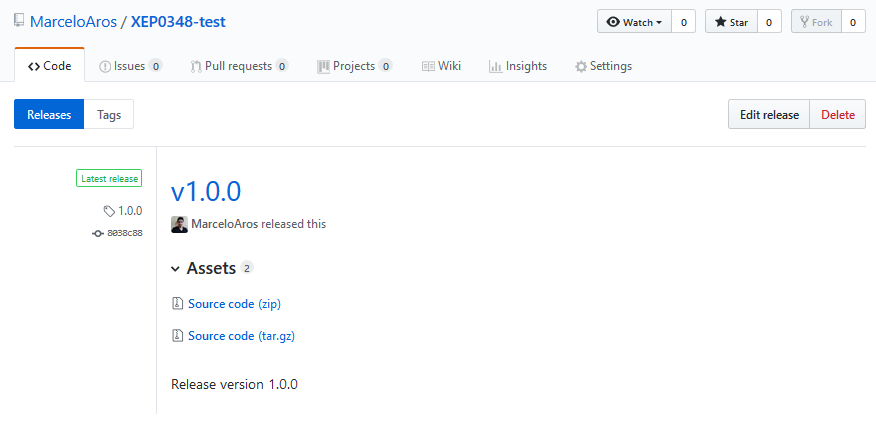 MarceloAros / XEP0348-test
Watch 0 Star 0 Fork 0
Code Issues 0 Pull requests 0 Projects 0 Wiki Insights Settings
Releases Tags Edit release Delete
Latest release
1.0.0
8038c88
v1.0.0
MarceloAros released this
Assets 2
Source code (zip)
Source code (tar.gz)
Release version 1.0.0